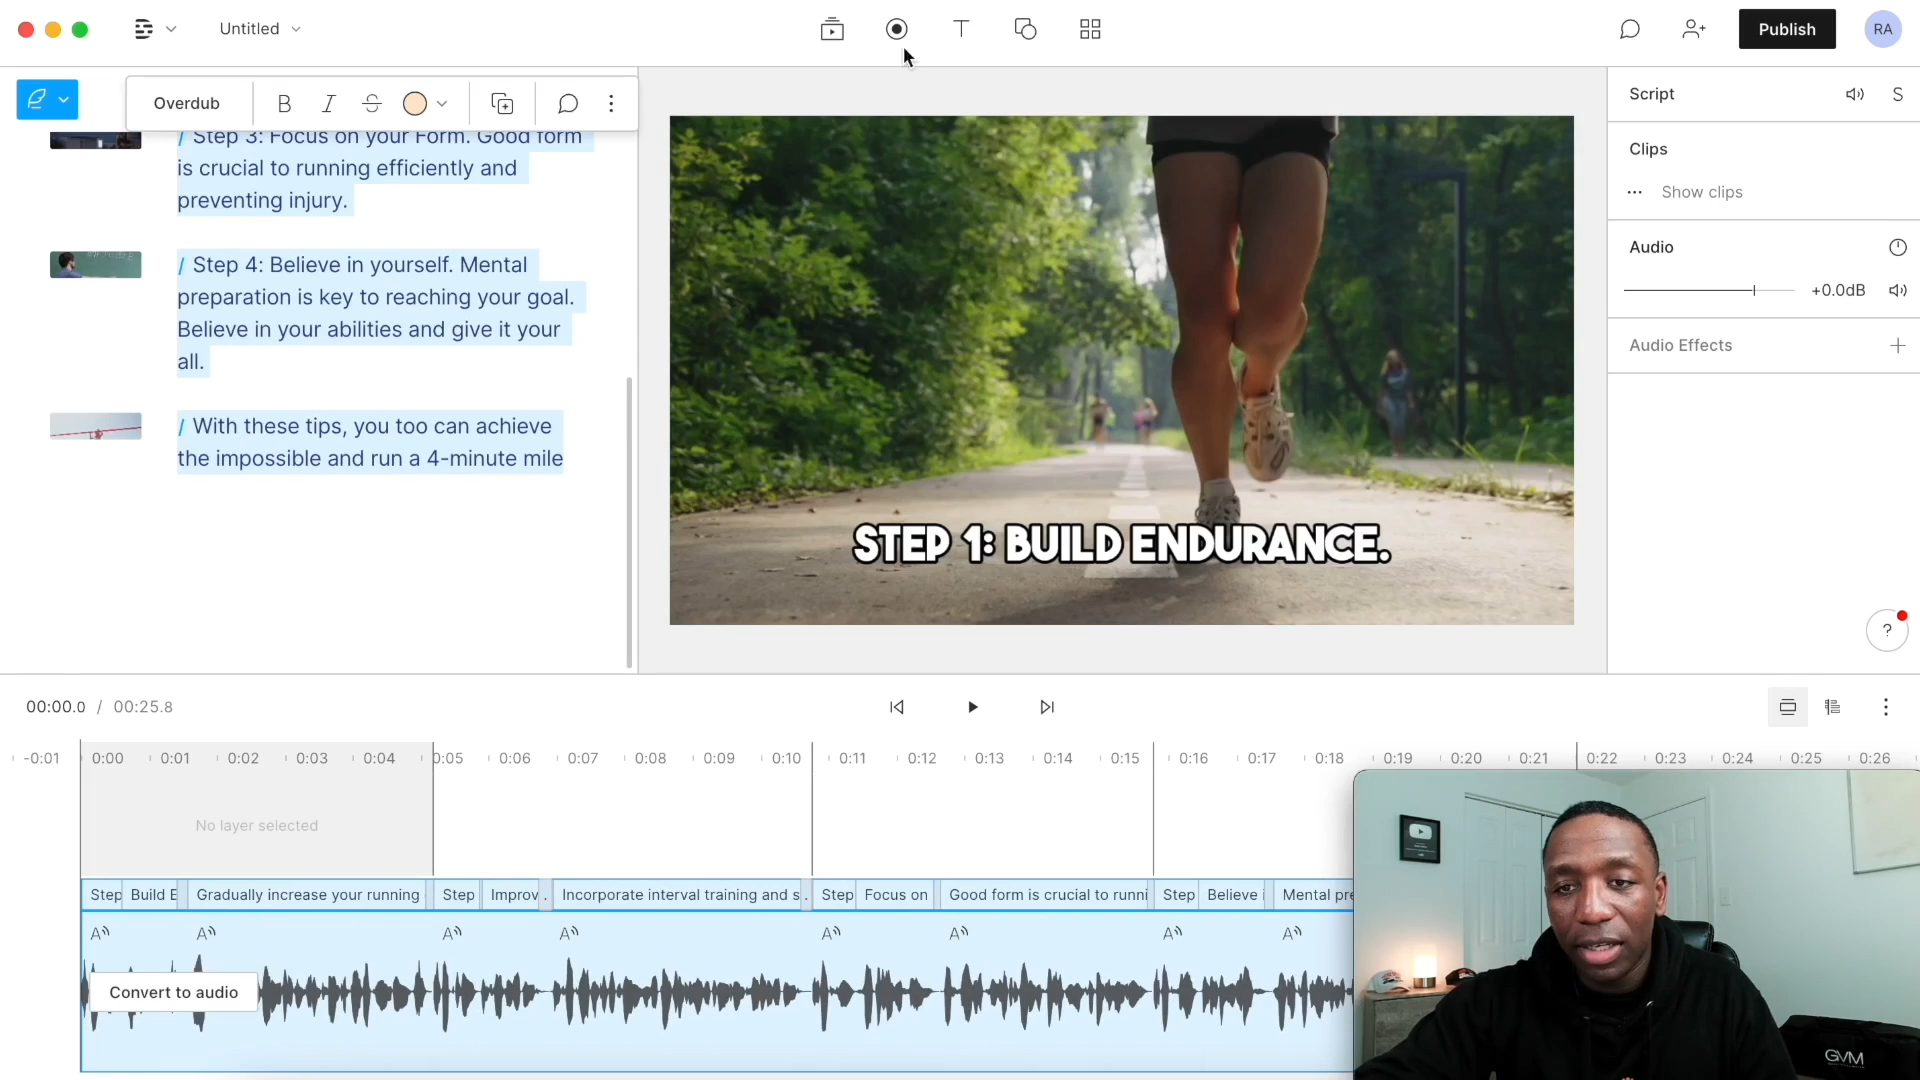 Untitled
T
Publish
RA
Overdub
B
I
S
/ Step 3: Focus on your Form. Good form
is crucial to running efficiently and
preventing injury.
/ Step 4: Believe in yourself. Mental
preparation is key to reaching your goal.
Believe in your abilities and give it your
all.
/ With these tips, you too can achieve
the impossible and run a 4-minute mile
STEP 1: BUILD ENDURANCE.
Script
S
Clips
Show clips
Audio
+0.0dB
Audio Effects
?
00:00.0 / 00:25.8
-0:01 0:00 0:01 0:02 0:03 0:04 0:05 0:06 0:07 0:08 0:09 0:10 0:11 0:12 0:13 0:14 0:15 0:16 0:17 0:18 0:19 0:20 0:21 0:22 0:23 0:24 0:25 0:26
No layer selected
Step Build E Gradually increase your running Step Improv . Incorporate interval training and s . Step Focus on Good form is crucial to runni Step Believe i Mental pre
A A A A A A A A
Convert to audio
GVM